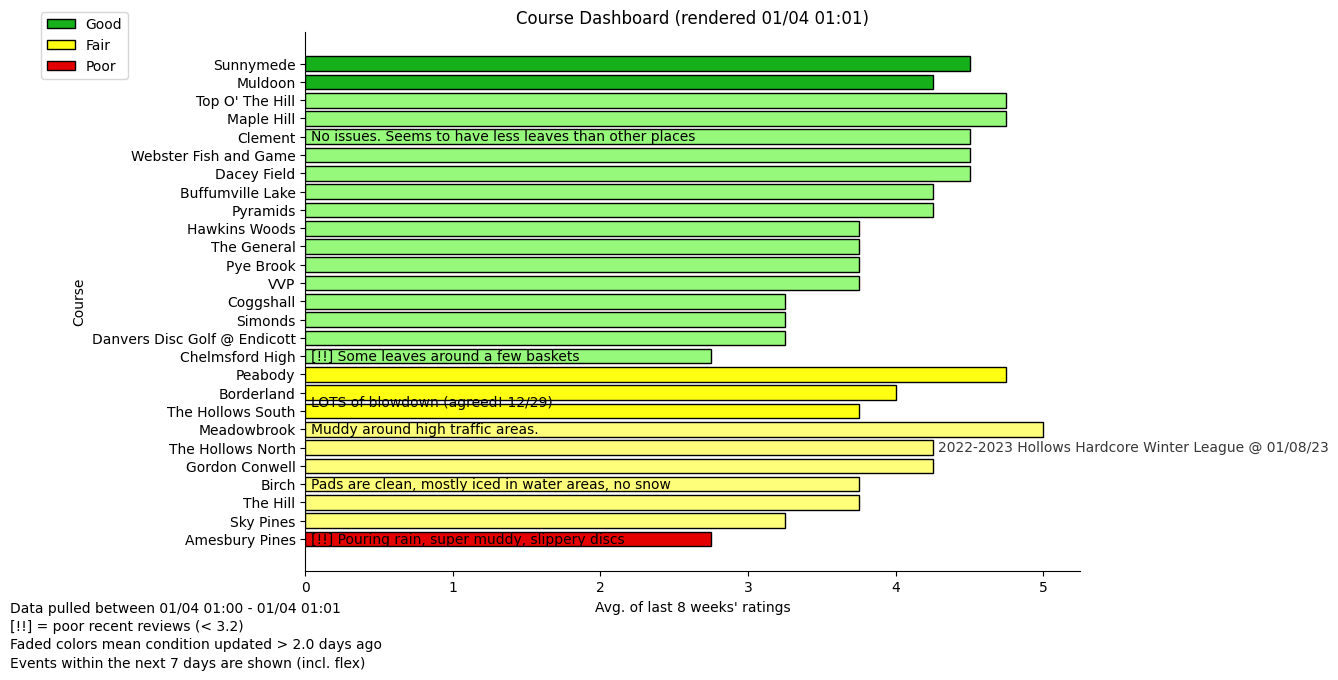 Good
Fair
Poor
Course Dashboard (rendered 01/04 01:01)
Course
Sunnymede
Muldoon
Top O' The Hill
Maple Hill
Clement
No issues. Seems to have less leaves than other places
Webster Fish and Game
Dacey Field
Buffumville Lake
Pyramids
Hawkins Woods
The General
Pye Brook
VVP
Coggshall
Simonds
Danvers Disc Golf @ Endicott
Chelmsford High
[!!] Some leaves around a few baskets
Peabody
Borderland
LOTS of blowdown (agreed! 12/29)
The Hollows South
Meadowbrook
Muddy around high traffic areas.
The Hollows North
2022-2023 Hollows Hardcore Winter League @ 01/08/23
Gordon Conwell
Birch
Pads are clean, mostly iced in water areas, no snow
The Hill
Sky Pines
Amesbury Pines
[!!] Pouring rain, super muddy, slippery discs
0 1 2 3 4 5
Avg. of last 8 weeks' ratings
Data pulled between 01/04 01:00 - 01/04 01:01
[!!] = poor recent reviews (< 3.2)
Faded colors mean condition updated > 2.0 days ago
Events within the next 7 days are shown (incl. flex)